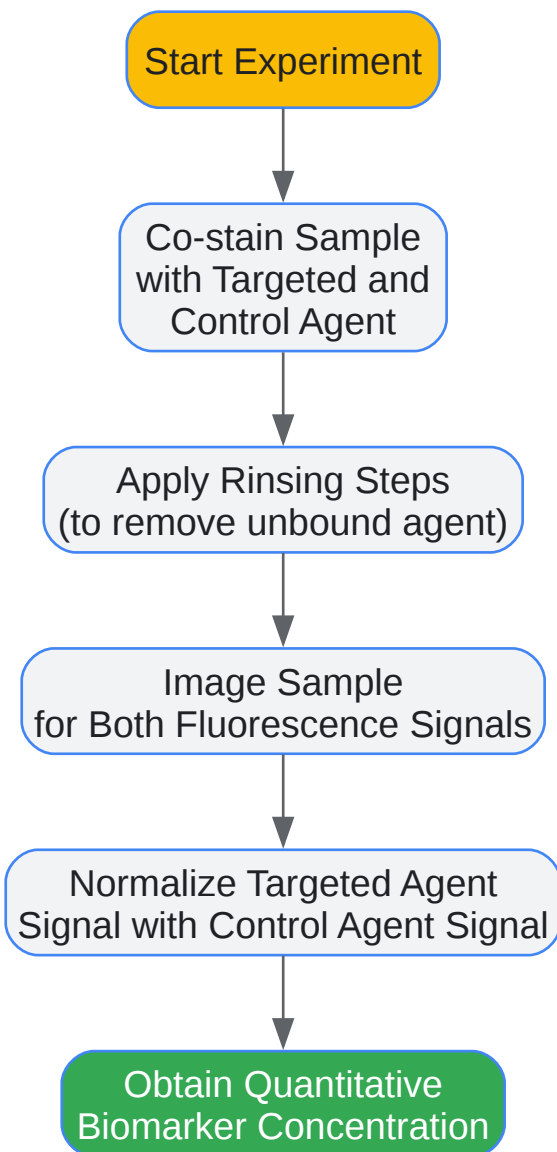 Start Experiment
Co-stain Sample
with Targeted and
Control Agent
Apply Rinsing Steps
(to remove unbound agent)
Image Sample
for Both Fluorescence Signals
Normalize Targeted Agent
Signal with Control Agent Signal
Obtain Quantitative
Biomarker Concentration